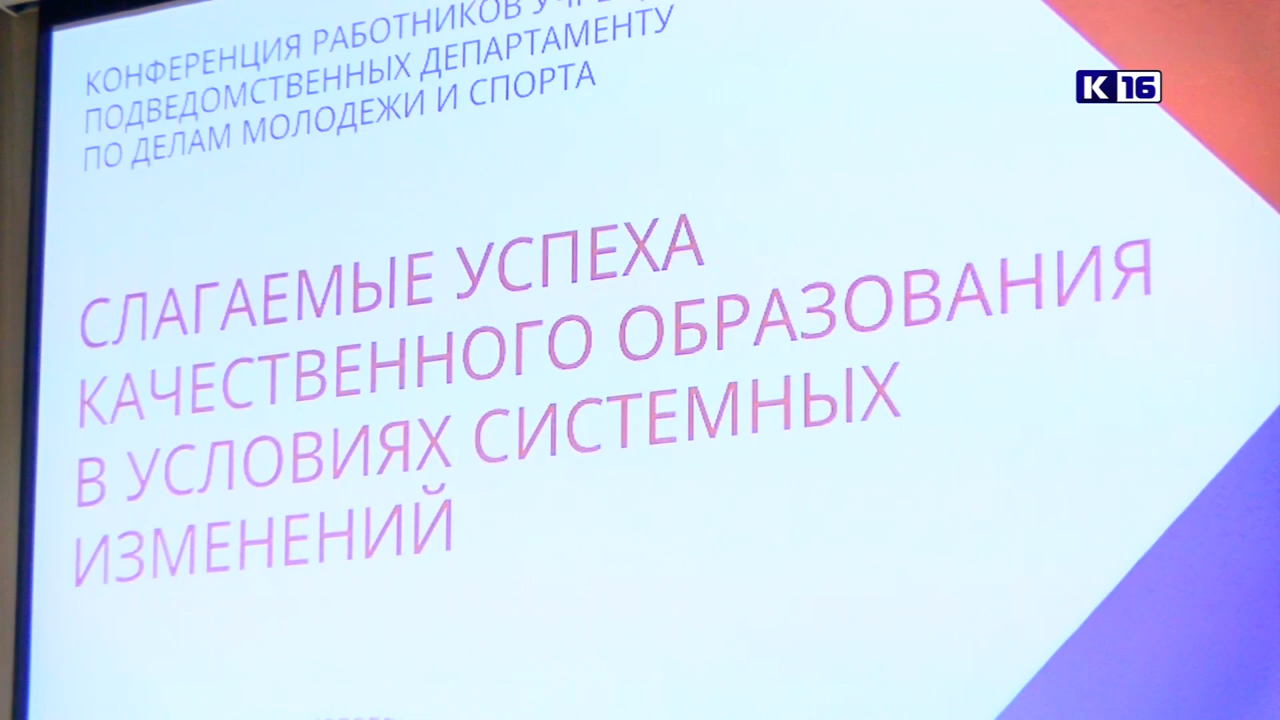 КОНФЕРЕНЦИЯ РАБОТНИКОВ
ПОДВЕДОМСТВЕННЫХ ДЕПАРТАМЕНТУ
ПО ДЕЛАМ МОЛОДЕЖИ И СПОРТА
К 16
СЛАГАЕМЫЕ УСПЕХА
КАЧЕСТВЕННОГО ОБРАЗОВАНИЯ
В УСЛОВИЯХ СИСТЕМНЫХ
ИЗМЕНЕНИЙ